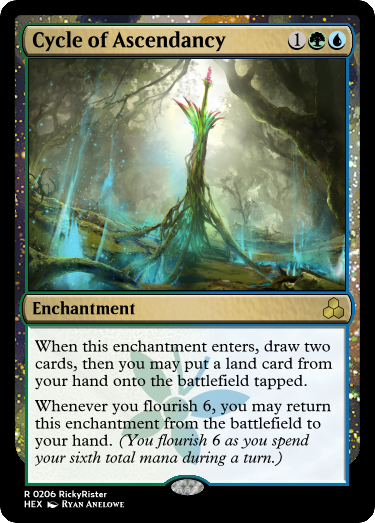 Cycle of Ascendancy 1
Enchantment
When this enchantment enters, draw two
cards, then you may put a land card from
your hand onto the battlefield tapped.
Whenever you flourish 6, you may return
this enchantment from the battlefield to
your hand. (You flourish 6 as you spend
your sixth total mana during a turn.)
R 0206 RickyRister
HEX Ryan Anelowe